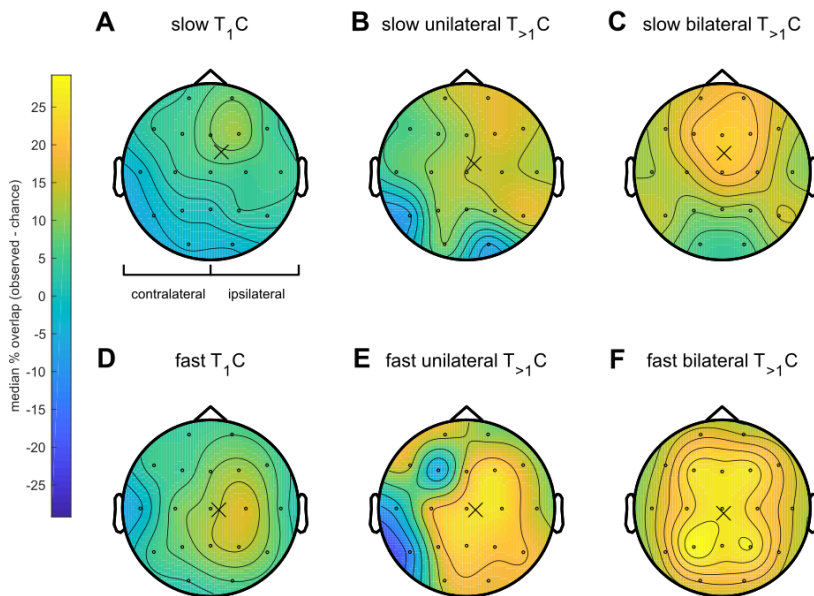 A slow T₁C
B slow unilateral T>₁C
C slow bilateral T>₁C
25
20
15
10
5
0
-5
-10
-15
-20
-25
median % overlap (observed - chance)
contralateral ipsilateral
D fast T₁C
E fast unilateral T>₁C
F fast bilateral T>₁C